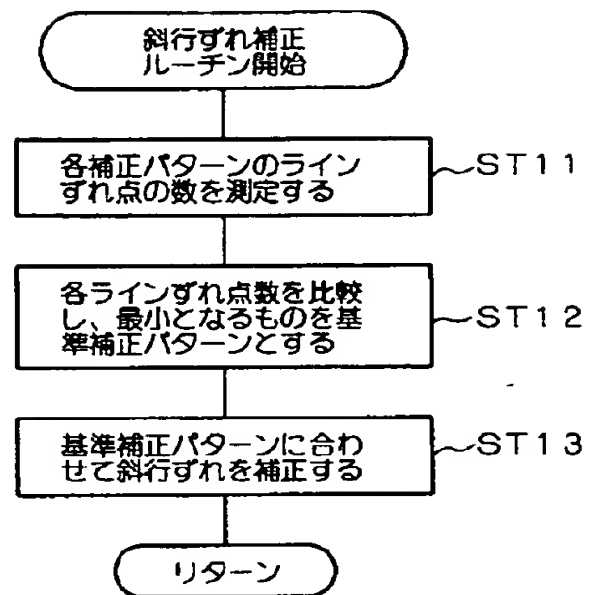 斜行ずれ補正
ルーチン開始
各補正パターンのライン
ずれ点の数を測定する
ST11
各ラインずれ点数を比較
し、最小となるものを基
準補正パターンとする
ST12
基準補正パターンに合わ
せて斜行ずれを補正する
ST13
リターン